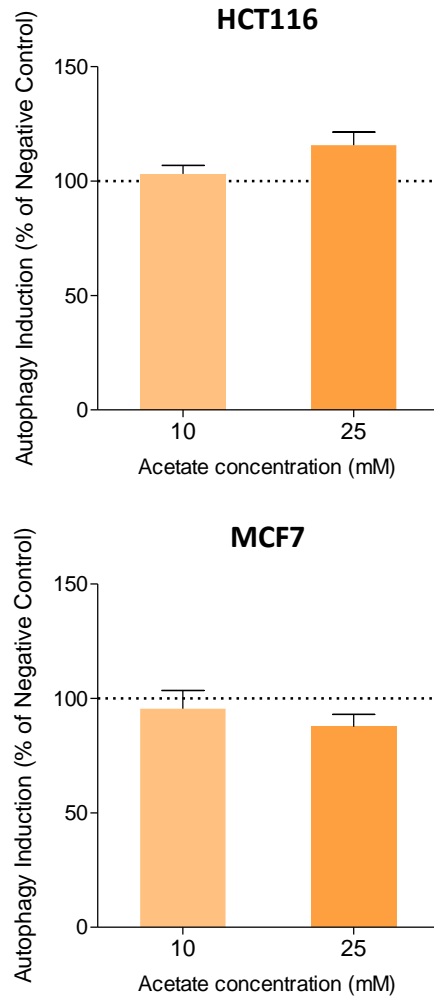 HCT116
Autophagy Induction (% of Negative Control)
150
100
50
0
10 25
Acetate concentration (mM)
MCF7
Autophagy Induction (% of Negative Control)
150
100
50
0
10 25
Acetate concentration (mM)